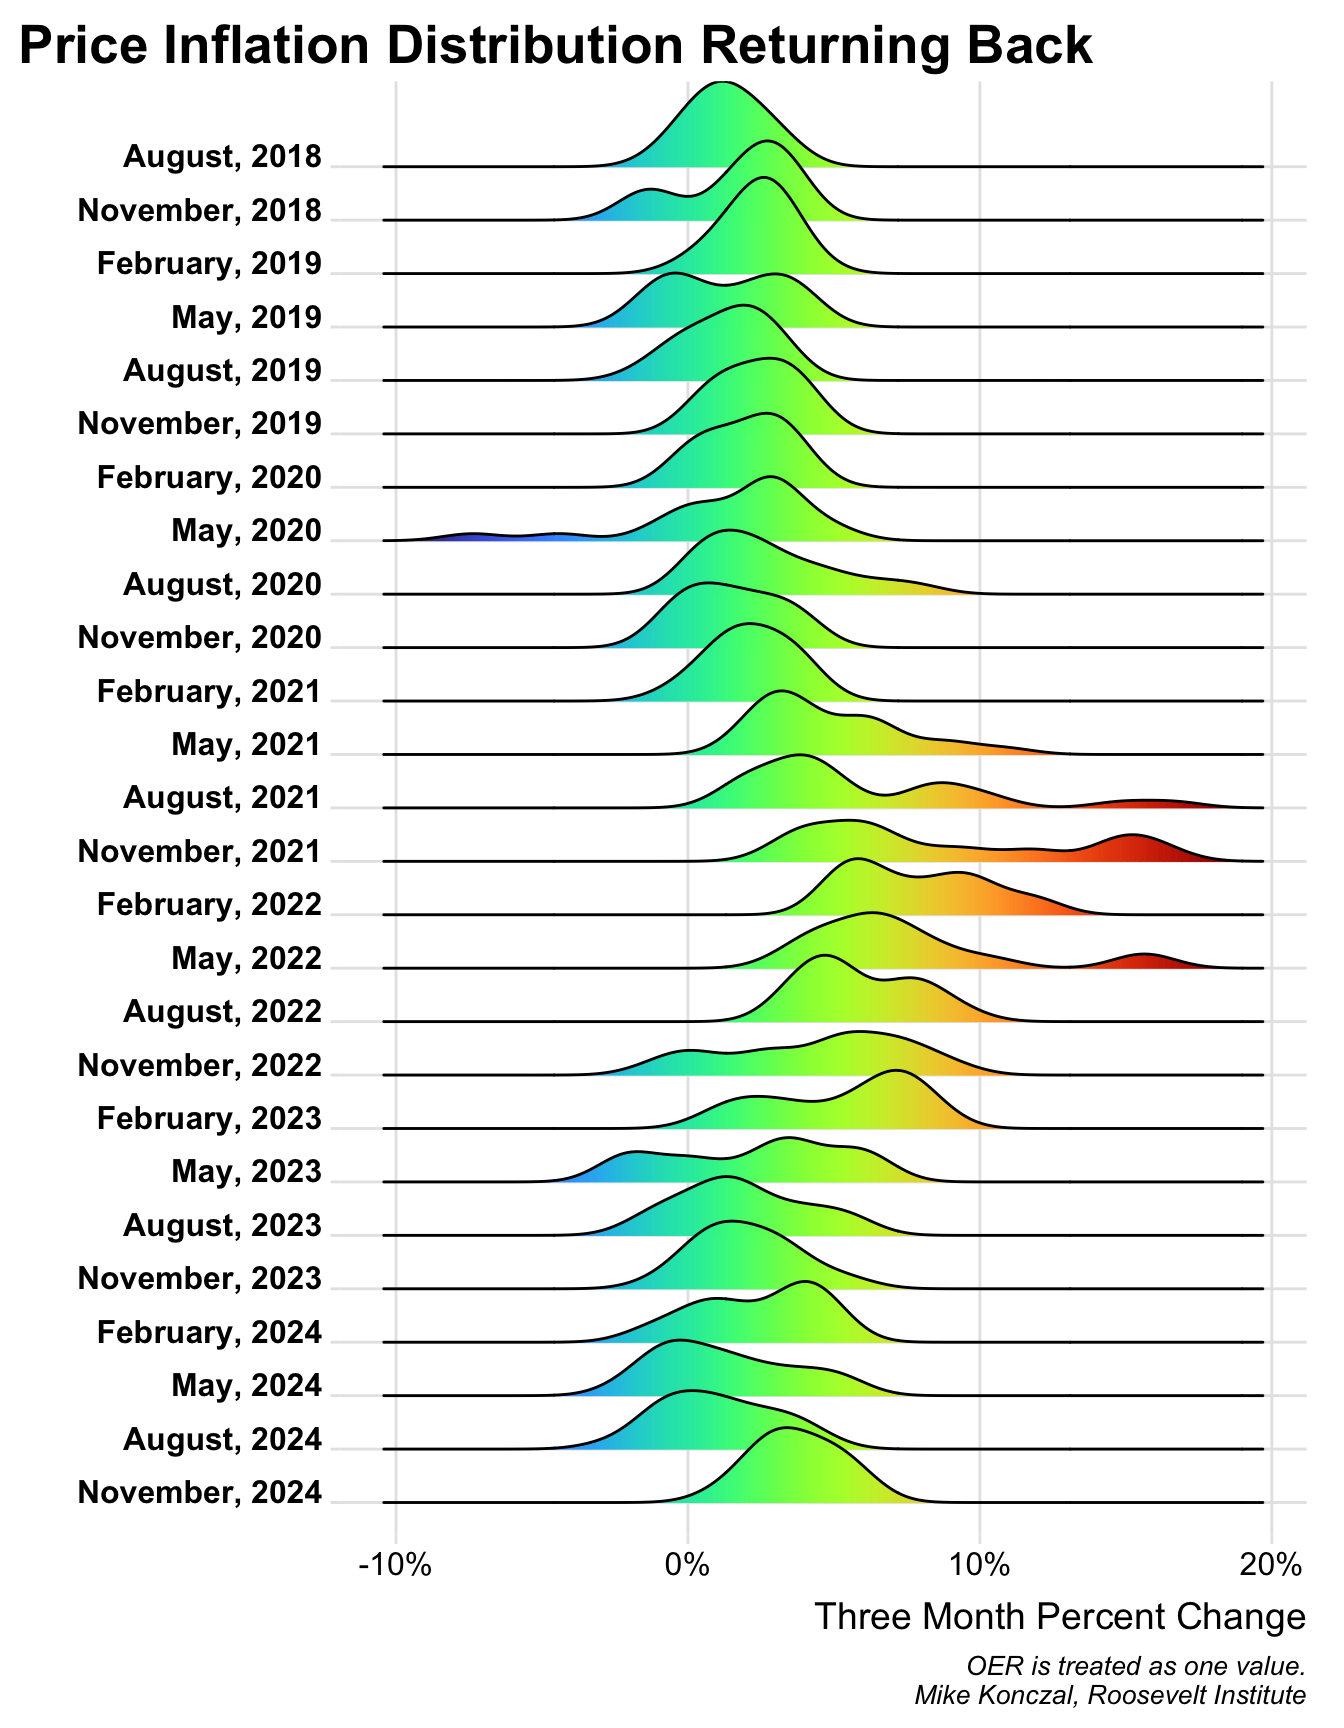 Price Inflation Distribution Returning Back
August, 2018
November, 2018
February, 2019
May, 2019
August, 2019
November, 2019
February, 2020
May, 2020
August, 2020
November, 2020
February, 2021
May, 2021
August, 2021
November, 2021
February, 2022
May, 2022
August, 2022
November, 2022
February, 2023
May, 2023
August, 2023
November, 2023
February, 2024
May, 2024
August, 2024
November, 2024
-10% 0% 10% 20%
Three Month Percent Change
OER is treated as one value.
Mike Konczal, Roosevelt Institute